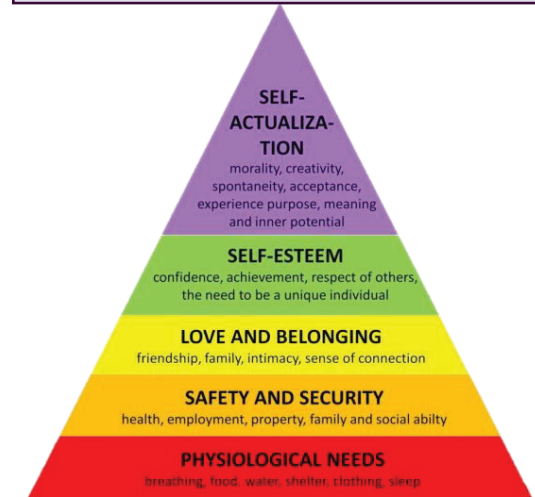 SELF-
ACTUALIZA-
TION
morality, creativity,
spontaneity, acceptance,
experience purpose, meaning
and inner potential
SELF-ESTEEM
confidence, achievement, respect of others,
the need to be a unique individual
LOVE AND BELONGING
friendship, family, intimacy, sense of connection
SAFETY AND SECURITY
health, employment, property, family and social abilty
PHYSIOLOGICAL NEEDS
breathing, food, water, shelter, clothing, sleep